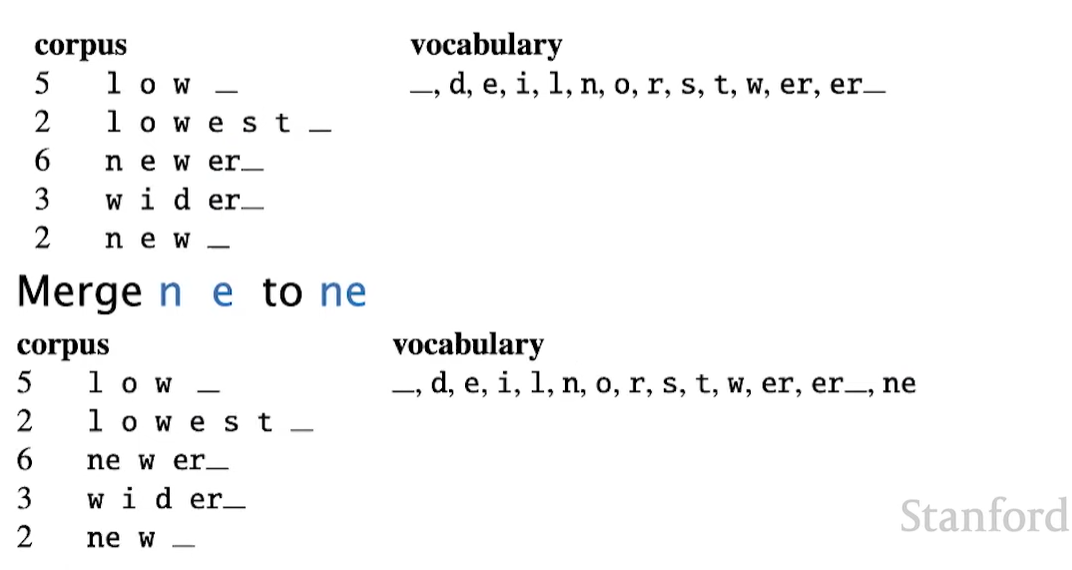 corpus vocabulary
5 l o w _ _, d, e, i, l, n, o, r, s, t, w, er, er_
2 l o w e s t _
6 n e w er_
3 w i d er_
2 n e w _
Merge n e to ne
corpus vocabulary
5 l o w _ _, d, e, i, l, n, o, r, s, t, w, er, er_, ne
2 l o w e s t _
6 ne w er_
3 w i d er_
2 ne w _
Stanford